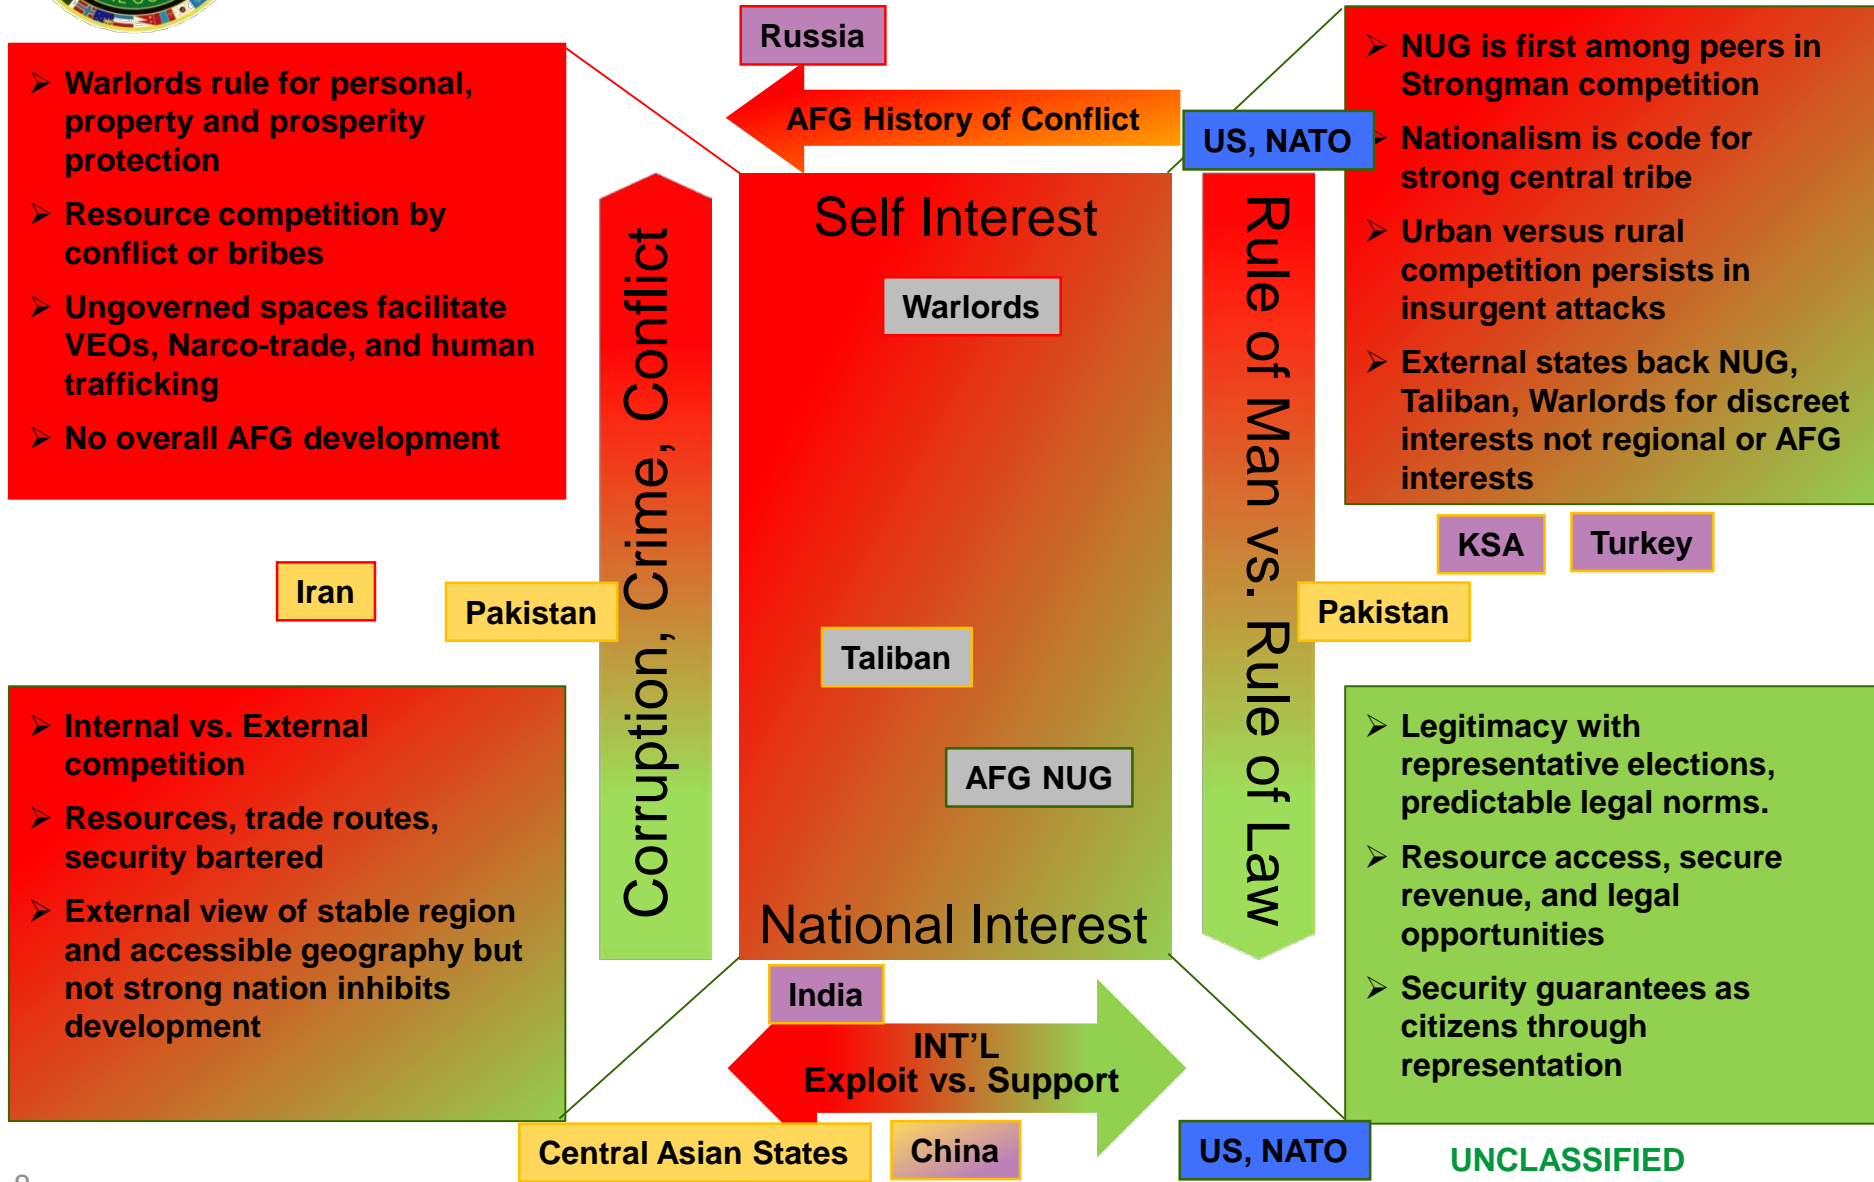 Russia
➢ Warlords rule for personal,
property and prosperity
protection
➢ Resource competition by
conflict or bribes
➢ Ungoverned spaces facilitate
VEOs, Narco-trade, and human
trafficking
➢ No overall AFG development
AFG History of Conflict
US, NATO
➢ NUG is first among peers in
Strongman competition
➢ Nationalism is code for
strong central tribe
➢ Urban versus rural
competition persists in
insurgent attacks
➢ External states back NUG,
Taliban, Warlords for discreet
interests not regional or AFG
interests
Corruption, Crime, Conflict
Self Interest
Warlords
Taliban
AFG NUG
National Interest
Rule of Man vs. Rule of Law
KSA
Turkey
Iran
Pakistan
Pakistan
➢ Internal vs. External
competition
➢ Resources, trade routes,
security bartered
➢ External view of stable region
and accessible geography but
not strong nation inhibits
development
➢ Legitimacy with
representative elections,
predictable legal norms.
➢ Resource access, secure
revenue, and legal
opportunities
➢ Security guarantees as
citizens through
representation
India
INT’L
Exploit vs. Support
Central Asian States
China
US, NATO
UNCLASSIFIED